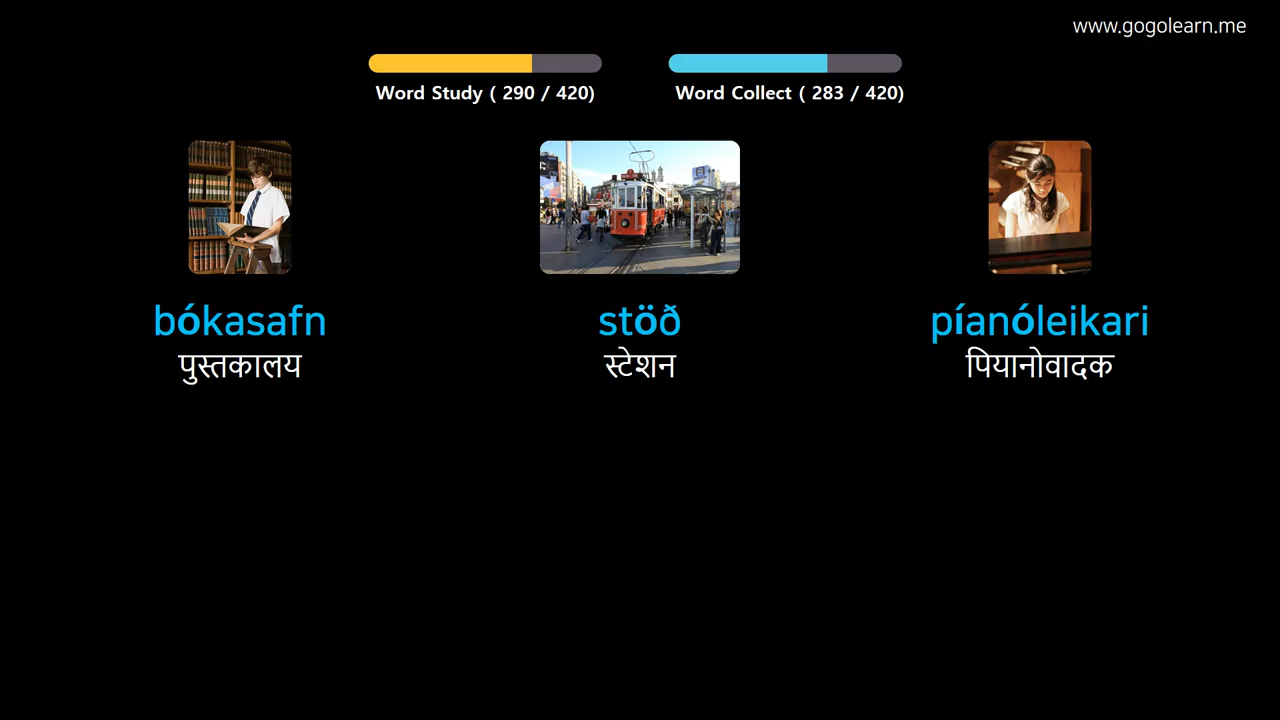 www.gogolearn.me
Word Study ( 290 / 420)
Word Collect ( 283 / 420)
bókasafn
पुस्तकालय
stöð
स्टेशन
píanóleikari
पियानोवादक